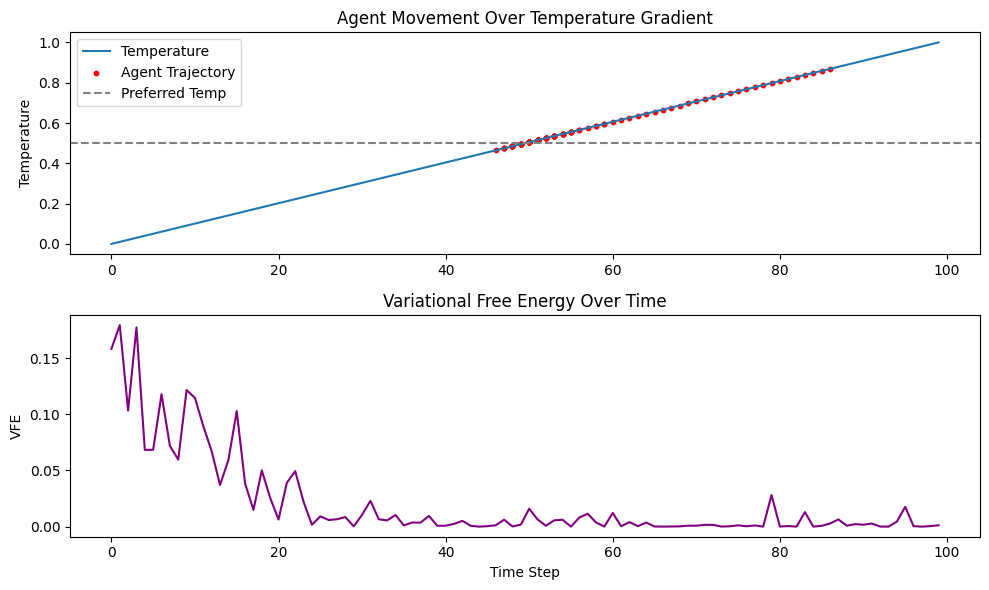 Agent Movement Over Temperature Gradient
Temperature
Agent Trajectory
Preferred Temp
Temperature
1.0
0.8
0.6
0.4
0.2
0.0
0 20 40 60 80 100
Variational Free Energy Over Time
VFE
0.15
0.10
0.05
0.00
0 20 40 60 80 100
Time Step